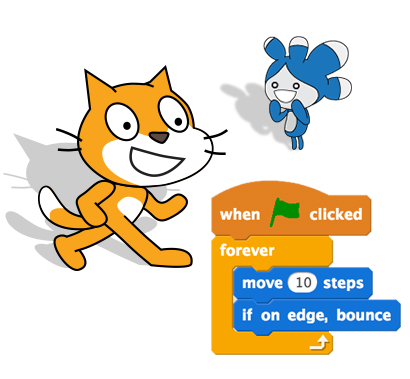 when clicked
forever
move 10 steps
if on edge, bounce